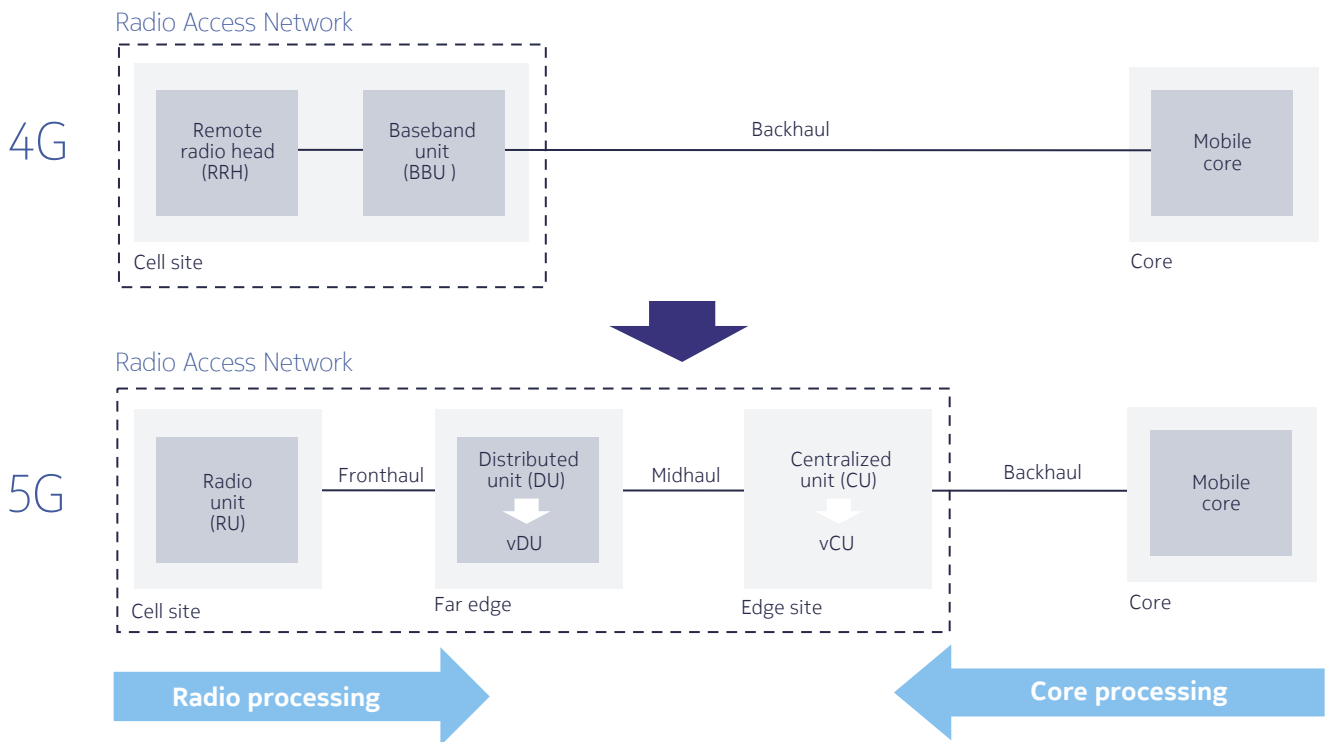 Radio Access Network
4G
Remote
radio head
(RRH)
Baseband
unit
(BBU )
Backhaul
Mobile
core
Cell site
Core
Radio Access Network
5G
Radio
unit
(RU)
Fronthaul
Distributed
unit (DU)
vDU
Midhaul
Centralized
unit (CU)
vCU
Backhaul
Mobile
core
Cell site
Far edge
Edge site
Core
Radio processing
Core processing